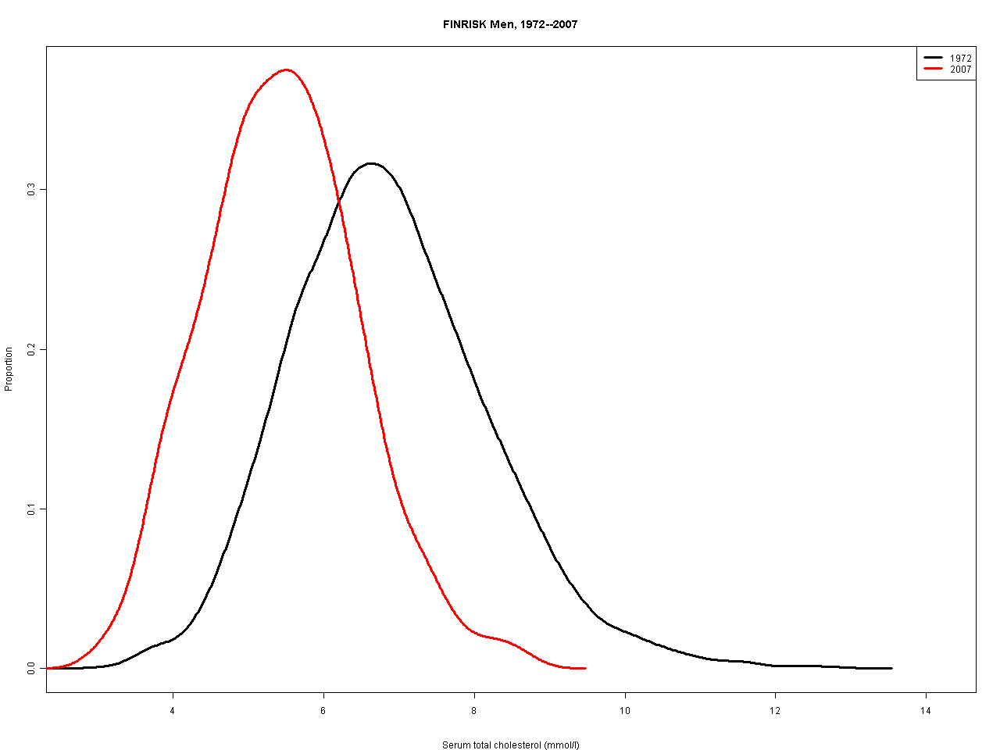 FINRISK Men, 1972--2007
1972
2007
Proportion
0.3
0.2
0.1
0.0
4 6 8 10 12 14
Serum total cholesterol (mmol/l)